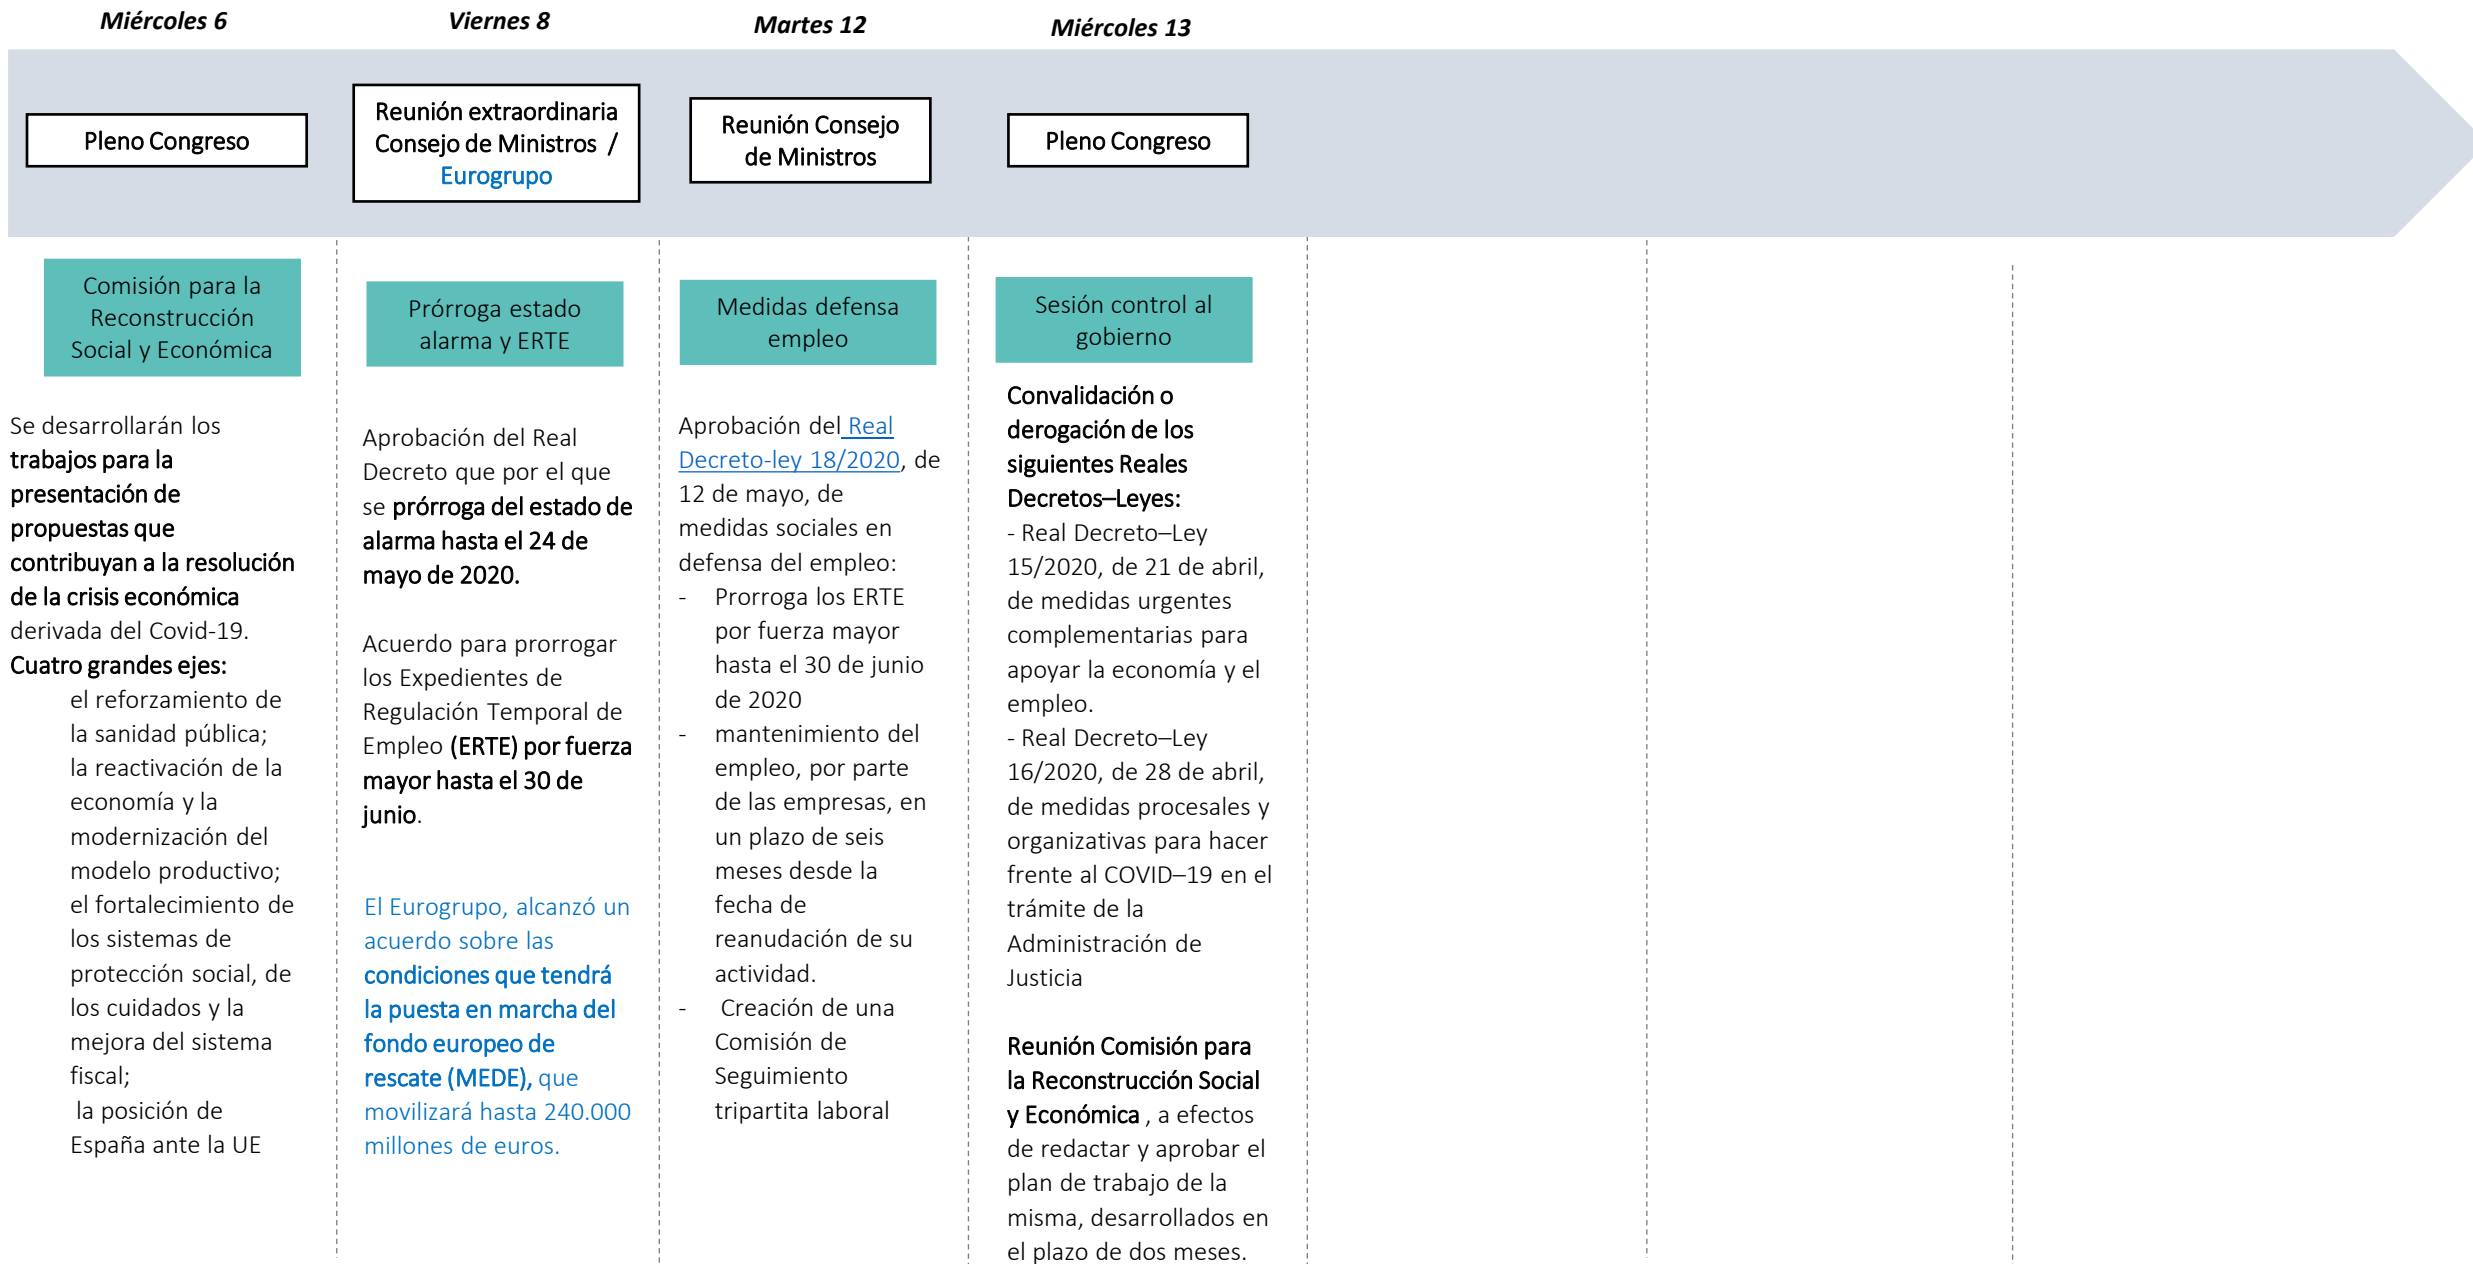 Miércoles 6
Viernes 8
Martes 12
Miércoles 13
Pleno Congreso
Reunión extraordinaria
Consejo de Ministros /
Eurogrupo
Reunión Consejo
de Ministros
Pleno Congreso
Comisión para la
Reconstrucción
Social y Económica
Se desarrollarán los
trabajos para la
presentación de
propuestas que
contribuyan a la resolución
de la crisis económica
derivada del Covid-19.
Cuatro grandes ejes:
el reforzamiento de
la sanidad pública;
la reactivación de la
economía y la
modernización del
modelo productivo;
el fortalecimiento de
los sistemas de
protección social, de
los cuidados y la
mejora del sistema
fiscal;
la posición de
España ante la UE
Prórroga estado
alarma y ERTE
Aprobación del Real
Decreto que por el que
se prórroga del estado de
alarma hasta el 24 de
mayo de 2020.
Acuerdo para prorrogar
los Expedientes de
Regulación Temporal de
Empleo (ERTE) por fuerza
mayor hasta el 30 de
junio.
El Eurogrupo, alcanzó un
acuerdo sobre las
condiciones que tendrá
la puesta en marcha del
fondo europeo de
rescate (MEDE), que
movilizará hasta 240.000
millones de euros.
Medidas defensa
empleo
Aprobación del Real
Decreto-ley 18/2020, de
12 de mayo, de
medidas sociales en
defensa del empleo:
- Prorroga los ERTE
por fuerza mayor
hasta el 30 de junio
de 2020
- mantenimiento del
empleo, por parte
de las empresas, en
un plazo de seis
meses desde la
fecha de
reanudación de su
actividad.
- Creación de una
Comisión de
Seguimiento
tripartita laboral
Sesión control al
gobierno
Convalidación o
derogación de los
siguientes Reales
Decretos–Leyes:
- Real Decreto–Ley
15/2020, de 21 de abril,
de medidas urgentes
complementarias para
apoyar la economía y el
empleo.
- Real Decreto–Ley
16/2020, de 28 de abril,
de medidas procesales y
organizativas para hacer
frente al COVID–19 en el
trámite de la
Administración de
Justicia
Reunión Comisión para
la Reconstrucción Social
y Económica , a efectos
de redactar y aprobar el
plan de trabajo de la
misma, desarrollados en
el plazo de dos meses.